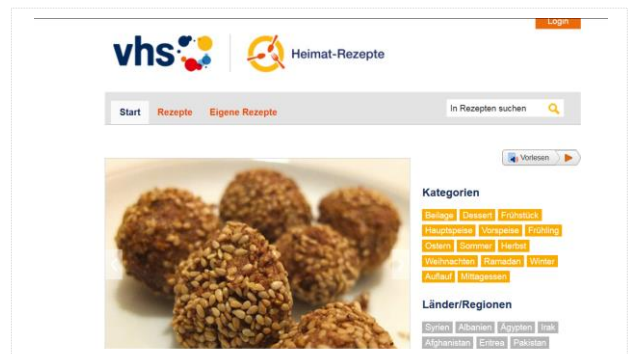 Login
vhs
Heimat-Rezepte
Start Rezepte Eigene Rezepte
In Rezepten suchen
Vorlesen
Kategorien
Beilage Dessert Frühstück
Hauptspeise Vorspeise Frühling
Ostern Sommer Herbst
Weihnachten Ramadan Winter
Auflauf Mittagessen
Länder/Regionen
Syrien Albanien Ägypten Irak
Afghanistan Eritrea Pakistan